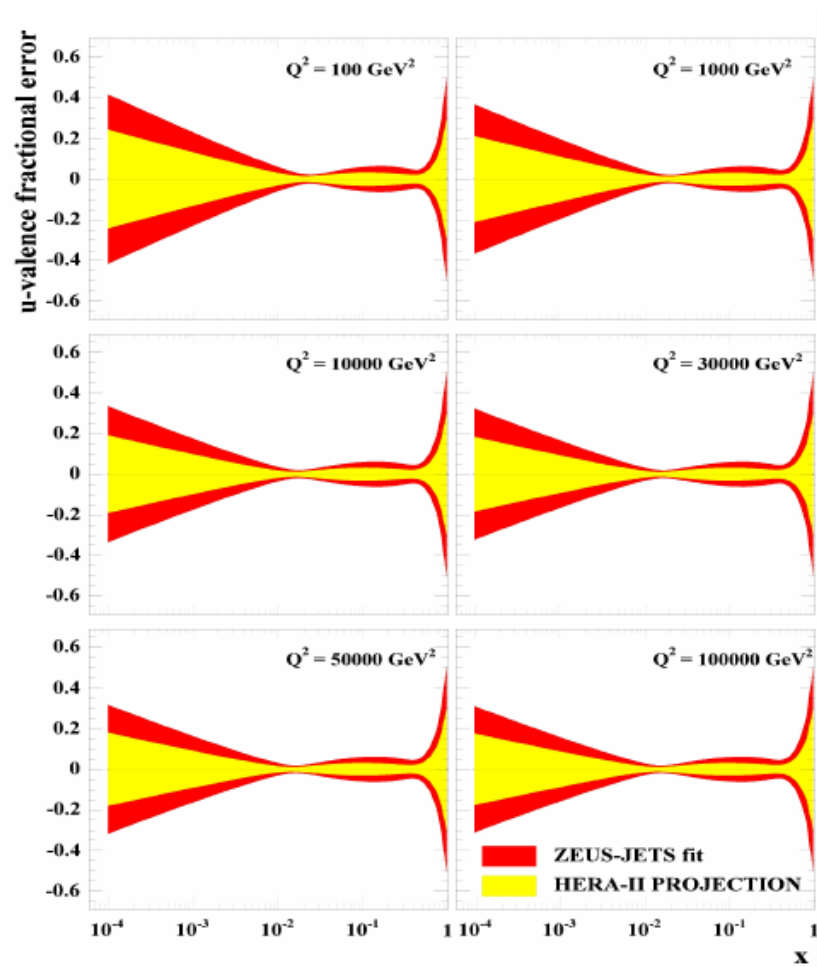 u-valence fractional error
0.6
0.4
0.2
0
-0.2
-0.4
-0.6
Q² = 100 GeV²
Q² = 1000 GeV²
0.6
0.4
0.2
0
-0.2
-0.4
-0.6
Q² = 10000 GeV²
Q² = 30000 GeV²
0.6
0.4
0.2
0
-0.2
-0.4
-0.6
Q² = 50000 GeV²
Q² = 100000 GeV²
ZEUS-JETS fit
HERA-II PROJECTION
10⁻⁴ 10⁻³ 10⁻² 10⁻¹ 1 10⁻⁴ 10⁻³ 10⁻² 10⁻¹ 1
x